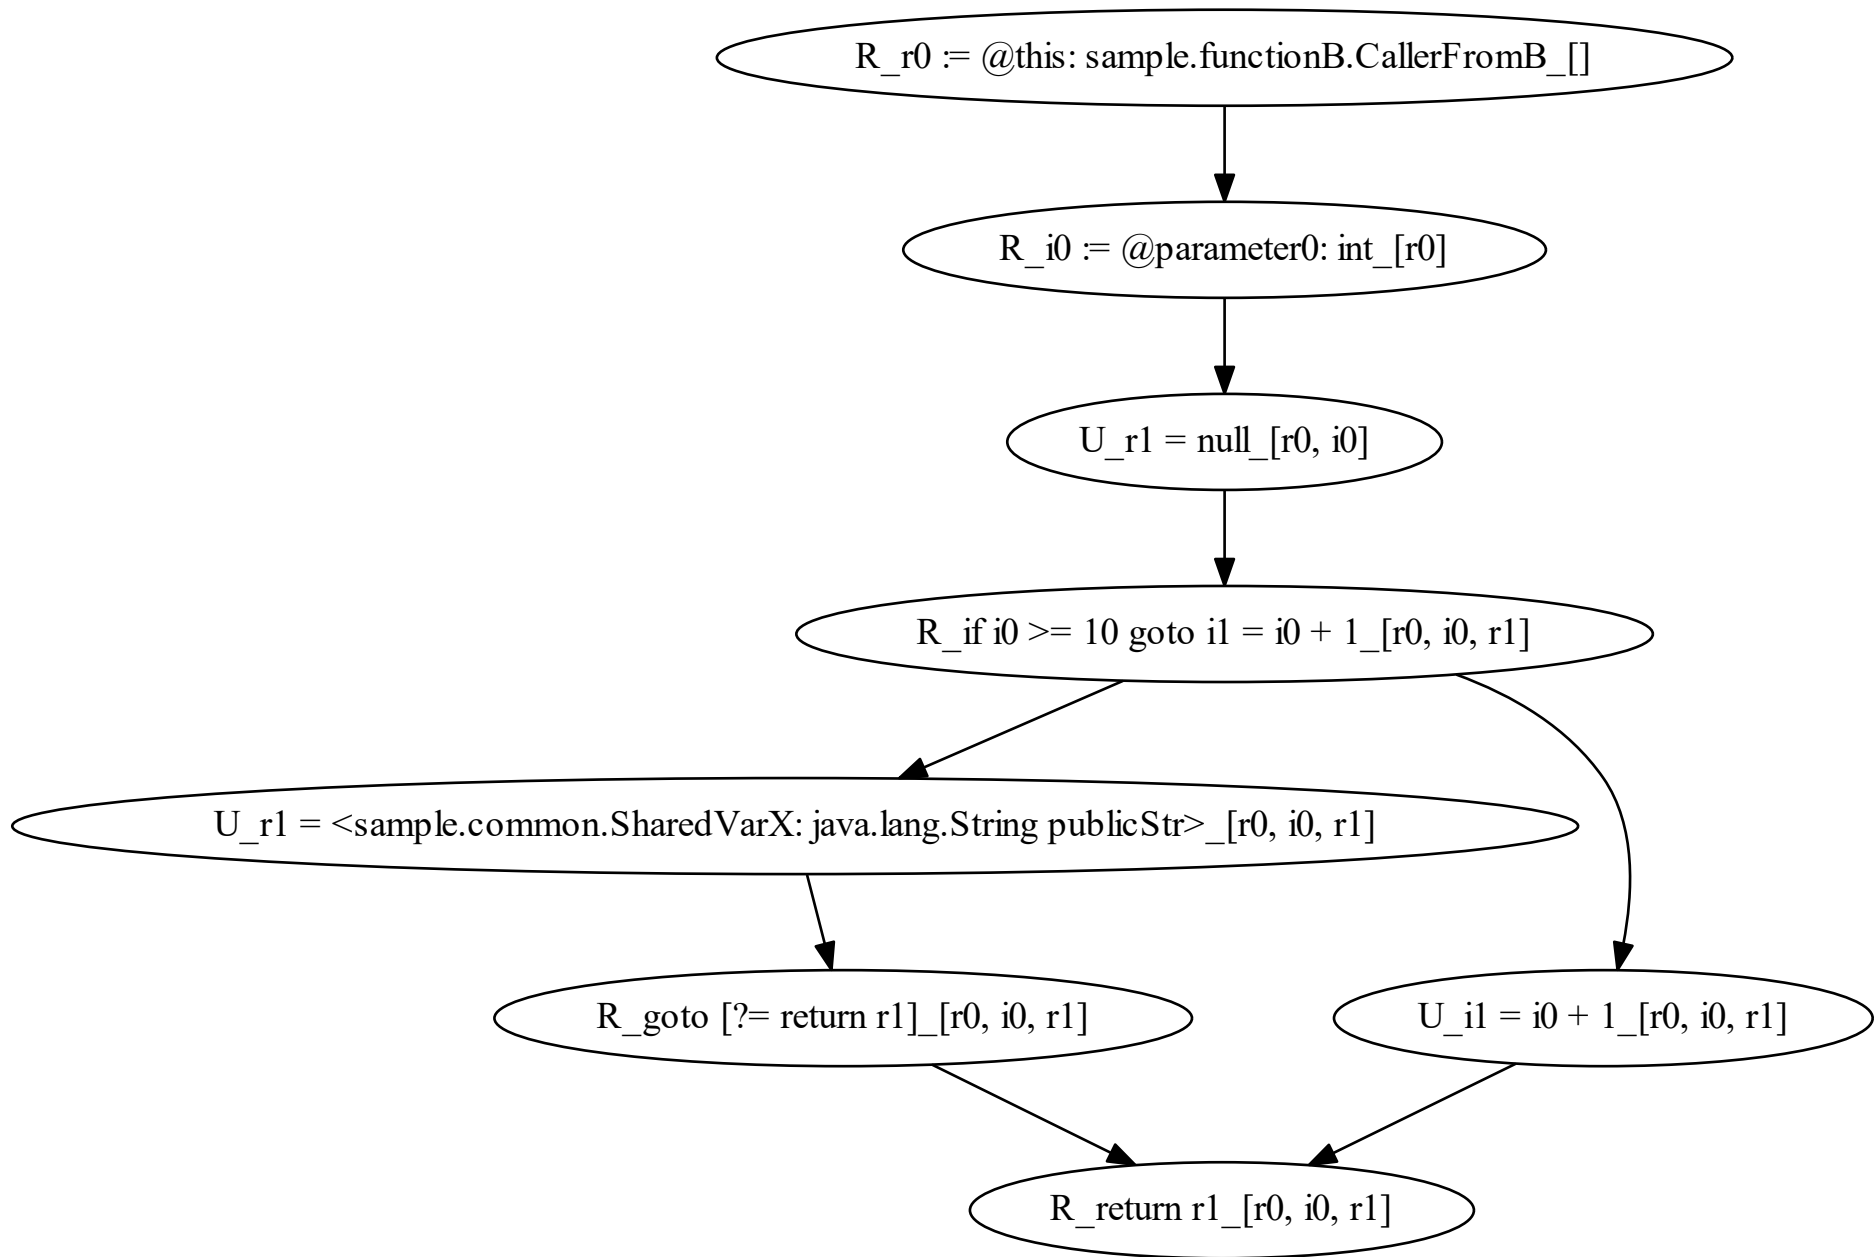 R_r0 := @this: sample.functionB.CallerFromB_[]
R_i0 := @parameter0: int_[r0]
U_r1 = null_[r0, i0]
R_if i0 >= 10 goto i1 = i0 + 1_[r0, i0, r1]
U_r1 = <sample.common.SharedVarX: java.lang.String publicStr>_[r0, i0, r1]
R_goto [?= return r1]_[r0, i0, r1]
U_i1 = i0 + 1_[r0, i0, r1]
R_return r1_[r0, i0, r1]